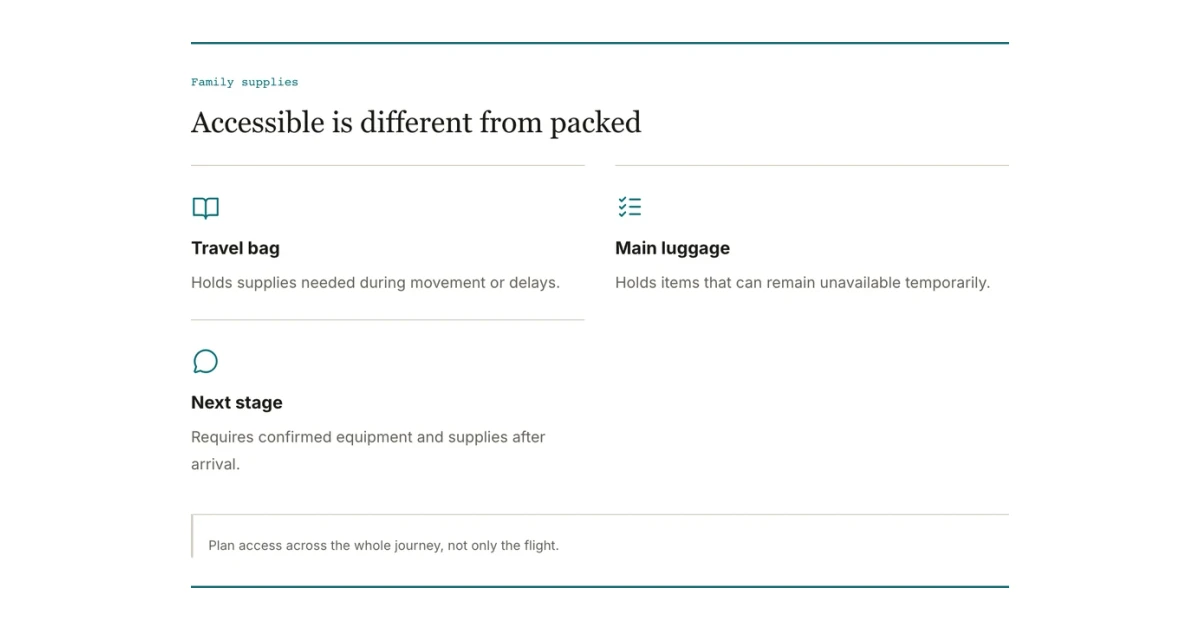 Family supplies
Accessible is different from packed
Travel bag
Holds supplies needed during movement or delays.
Main luggage
Holds items that can remain unavailable temporarily.
Next stage
Requires confirmed equipment and supplies after
arrival.
Plan access across the whole journey, not only the flight.